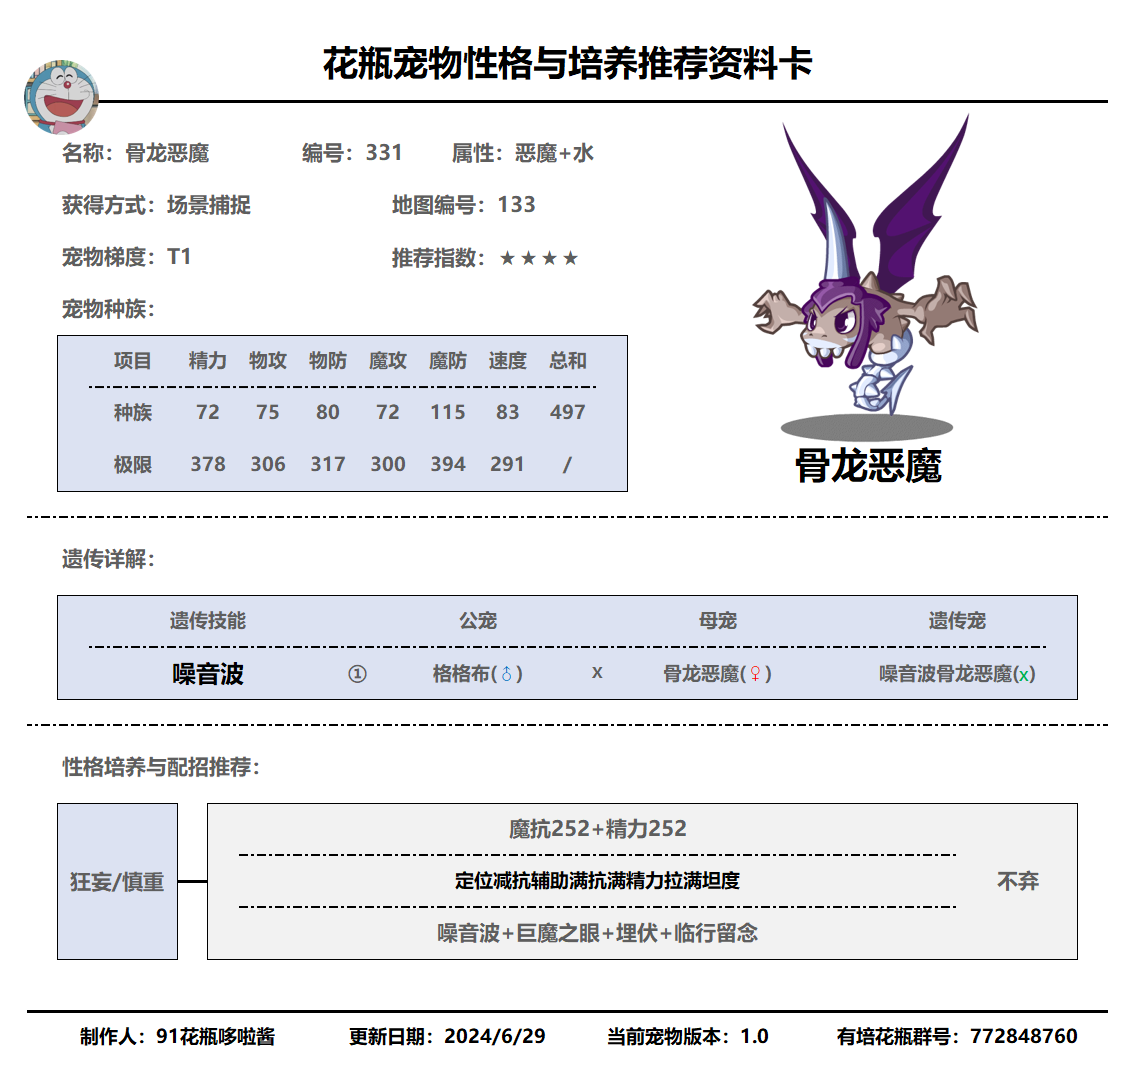 花瓶宠物性格与培养推荐资料卡
名称：骨龙恶魔 编号：331 属性：恶魔+水
获得方式：场景捕捉 地图编号：133
宠物梯度：T1 推荐指数：★★★★
宠物种族：
项目 精力 物攻 物防 魔攻 魔防 速度 总和
种族 72 75 80 72 115 83 497
极限 378 306 317 300 394 291 /
骨龙恶魔
遗传详解：
遗传技能 公宠 母宠 遗传宠
噪音波 ① 格格布(♂) x 骨龙恶魔(♀) 噪音波骨龙恶魔(x)
性格培养与配招推荐：
狂妄/慎重
魔抗252+精力252
定位减抗辅助满抗满精力拉满坦度
噪音波+巨魔之眼+埋伏+临行留念
不弃
制作人：91花瓶哆啦酱 更新日期：2024/6/29 当前宠物版本：1.0 有培花瓶群号：772848760